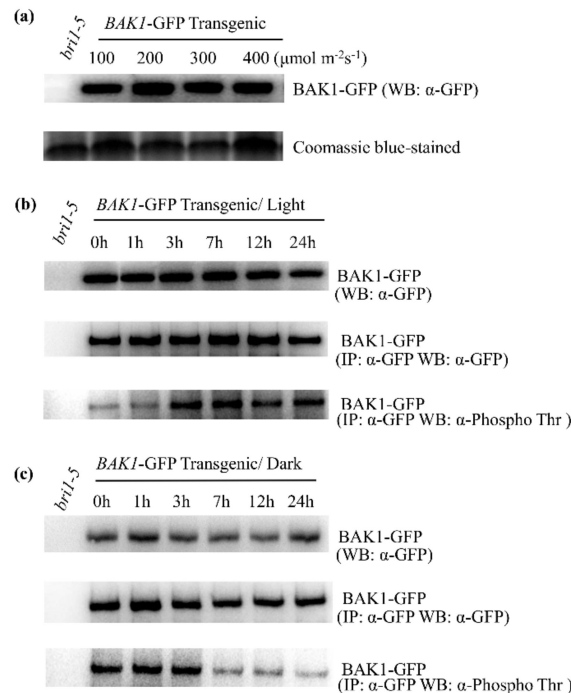 (a)
BAK1-GFP Transgenic
bri1-5
100 200 300 400 (μmol m⁻²s⁻¹)
BAK1-GFP (WB: α-GFP)
Coomassic blue-stained
(b)
BAK1-GFP Transgenic/ Light
bri1-5
0h 1h 3h 7h 12h 24h
BAK1-GFP
(WB: α-GFP)
BAK1-GFP
(IP: α-GFP WB: α-GFP)
BAK1-GFP
(IP: α-GFP WB: α-Phospho Thr )
(c)
BAK1-GFP Transgenic/ Dark
bri1-5
0h 1h 3h 7h 12h 24h
BAK1-GFP
(WB: α-GFP)
BAK1-GFP
(IP: α-GFP WB: α-GFP)
BAK1-GFP
(IP: α-GFP WB: α-Phospho Thr )